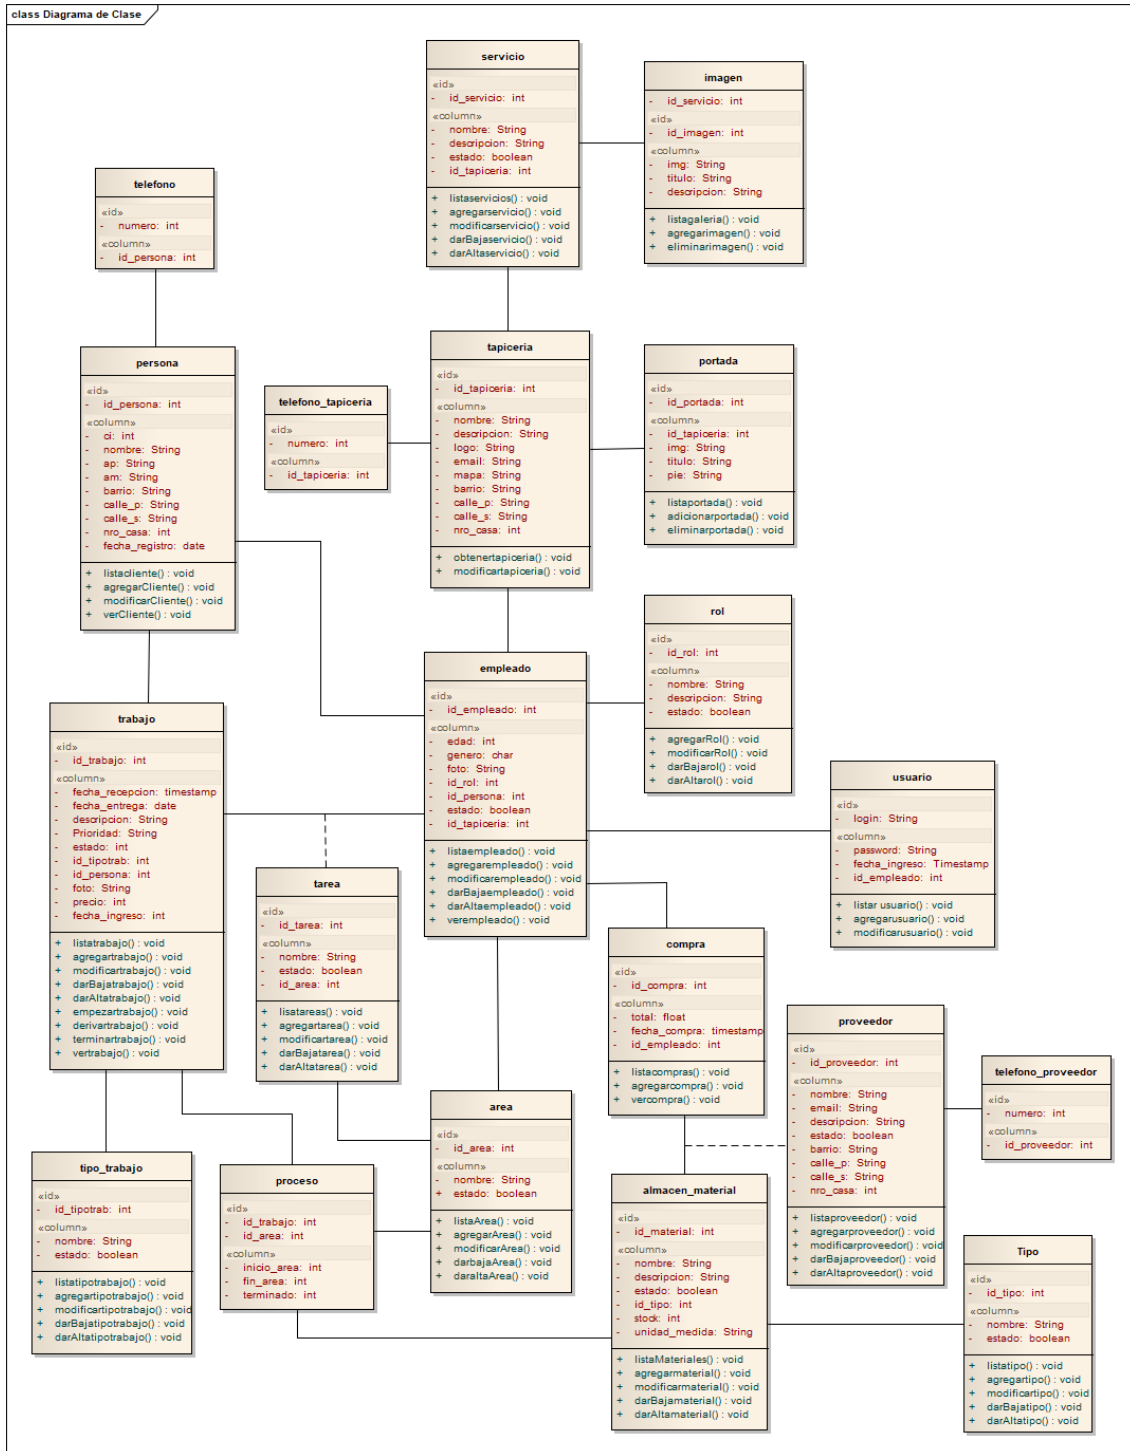 class Diagrama de Clase
servicio
«id»
- id_servicio: int
«column»
- nombre: String
- descripcion: String
- estado: boolean
- id_tapiceria: int
+ listaservicios() : void
+ agregarservicio() : void
+ modificarservicio() : void
+ darBajaservicio() : void
+ darAltaservicio() : void
imagen
- id_servicio: int
«id»
- id_imagen: int
«column»
- img: String
- titulo: String
- descripcion: String
+ listagaleria() : void
+ agregarimagen() : void
+ eliminarimagen() : void
telefono
«id»
- numero: int
«column»
- id_persona: int
persona
«id»
- id_persona: int
«column»
- ci: int
- nombre: String
- ap: String
- am: String
- barrio: String
- calle_p: String
- calle_s: String
- nro_casa: int
- fecha_registro: date
+ listacliente() : void
+ agregarCliente() : void
+ modificarCliente() : void
+ verCliente() : void
telefono_tapiceria
«id»
- numero: int
«column»
- id_tapiceria: int
tapiceria
«id»
- id_tapiceria: int
«column»
- nombre: String
- descripcion: String
- logo: String
- email: String
- mapa: String
- barrio: String
- calle_p: String
- calle_s: String
- nro_casa: int
+ obtenertapiceria() : void
+ modificartapiceria() : void
portada
«id»
- id_portada: int
«column»
- id_tapiceria: int
- img: String
- titulo: String
- pie: String
+ listaportada() : void
+ adicionarportada() : void
+ eliminarportada() : void
rol
«id»
- id_rol: int
«column»
- nombre: String
- descripcion: String
- estado: boolean
+ agregarRol() : void
+ modificarRol() : void
+ darBajarol() : void
+ darAltarol() : void
empleado
«id»
- id_empleado: int
«column»
- edad: int
- genero: char
- foto: String
- id_rol: int
- id_persona: int
- estado: boolean
- id_tapiceria: int
+ listaempleado() : void
+ agregarempleado() : void
+ modificarempleado() : void
+ darBajaempleado() : void
+ darAltaempleado() : void
+ verempleado() : void
trabajo
«id»
- id_trabajo: int
«column»
- fecha_recepcion: timestamp
- fecha_entrega: date
- descripcion: String
- Prioridad: String
- estado: int
- id_tipotrab: int
- id_persona: int
- foto: String
- precio: int
- fecha_ingreso: int
+ listatrabajo() : void
+ agregartrabajo() : void
+ modificartrabajo() : void
+ darBajatrabajo() : void
+ darAltatrabajo() : void
+ empezartrabajo() : void
+ derivartrabajo() : void
+ terminartrabajo() : void
+ vertrabajo() : void
usuario
«id»
- login: String
«column»
- password: String
- fecha_ingreso: Timestamp
- id_empleado: int
+ listar usuario() : void
+ agregarusuario() : void
+ modificarusuario() : void
tarea
«id»
- id_tarea: int
«column»
- nombre: String
- estado: boolean
- id_area: int
+ lisatareas() : void
+ agregartarea() : void
+ modificartarea() : void
+ darBajatarea() : void
+ darAltatarea() : void
compra
«id»
- id_compra: int
«column»
- total: float
- fecha_compra: timestamp
- id_empleado: int
+ listacompras() : void
+ agregarcompra() : void
+ vercompra() : void
proveedor
«id»
- id_proveedor: int
«column»
- nombre: String
- email: String
- descripcion: String
- estado: boolean
- barrio: String
- calle_p: String
- calle_s: String
- nro_casa: int
+ listaproveedor() : void
+ agregarproveedor() : void
+ modificarproveedor() : void
+ darBajaproveedor() : void
+ darAltaproveedor() : void
telefono_proveedor
«id»
- numero: int
«column»
- id_proveedor: int
area
«id»
- id_area: int
«column»
- nombre: String
+ estado: boolean
+ listaArea() : void
+ agregarArea() : void
+ modificarArea() : void
+ darbajaArea() : void
+ daraltaArea() : void
tipo_trabajo
«id»
- id_tipotrab: int
«column»
- nombre: String
- estado: boolean
+ listatipotrabajo() : void
+ agregartipotrabajo() : void
+ modificartipotrabajo() : void
+ darBajatipotrabajo() : void
+ darAltatipotrabajo() : void
proceso
«id»
- id_trabajo: int
- id_area: int
«column»
- inicio_area: int
- fin_area: int
- terminado: int
almacen_material
«id»
- id_material: int
«column»
- nombre: String
- descripcion: String
- estado: boolean
- id_tipo: int
- stock: int
- unidad_medida: String
+ listaMateriales() : void
+ agregarmaterial() : void
+ modificarmaterial() : void
+ darBajamaterial() : void
+ darAltamaterial() : void
Tipo
«id»
- id_tipo: int
«column»
- nombre: String
- estado: boolean
+ listatipo() : void
+ agregartipo() : void
+ modificartipo() : void
+ darBajatipo() : void
+ darAltatipo() : void